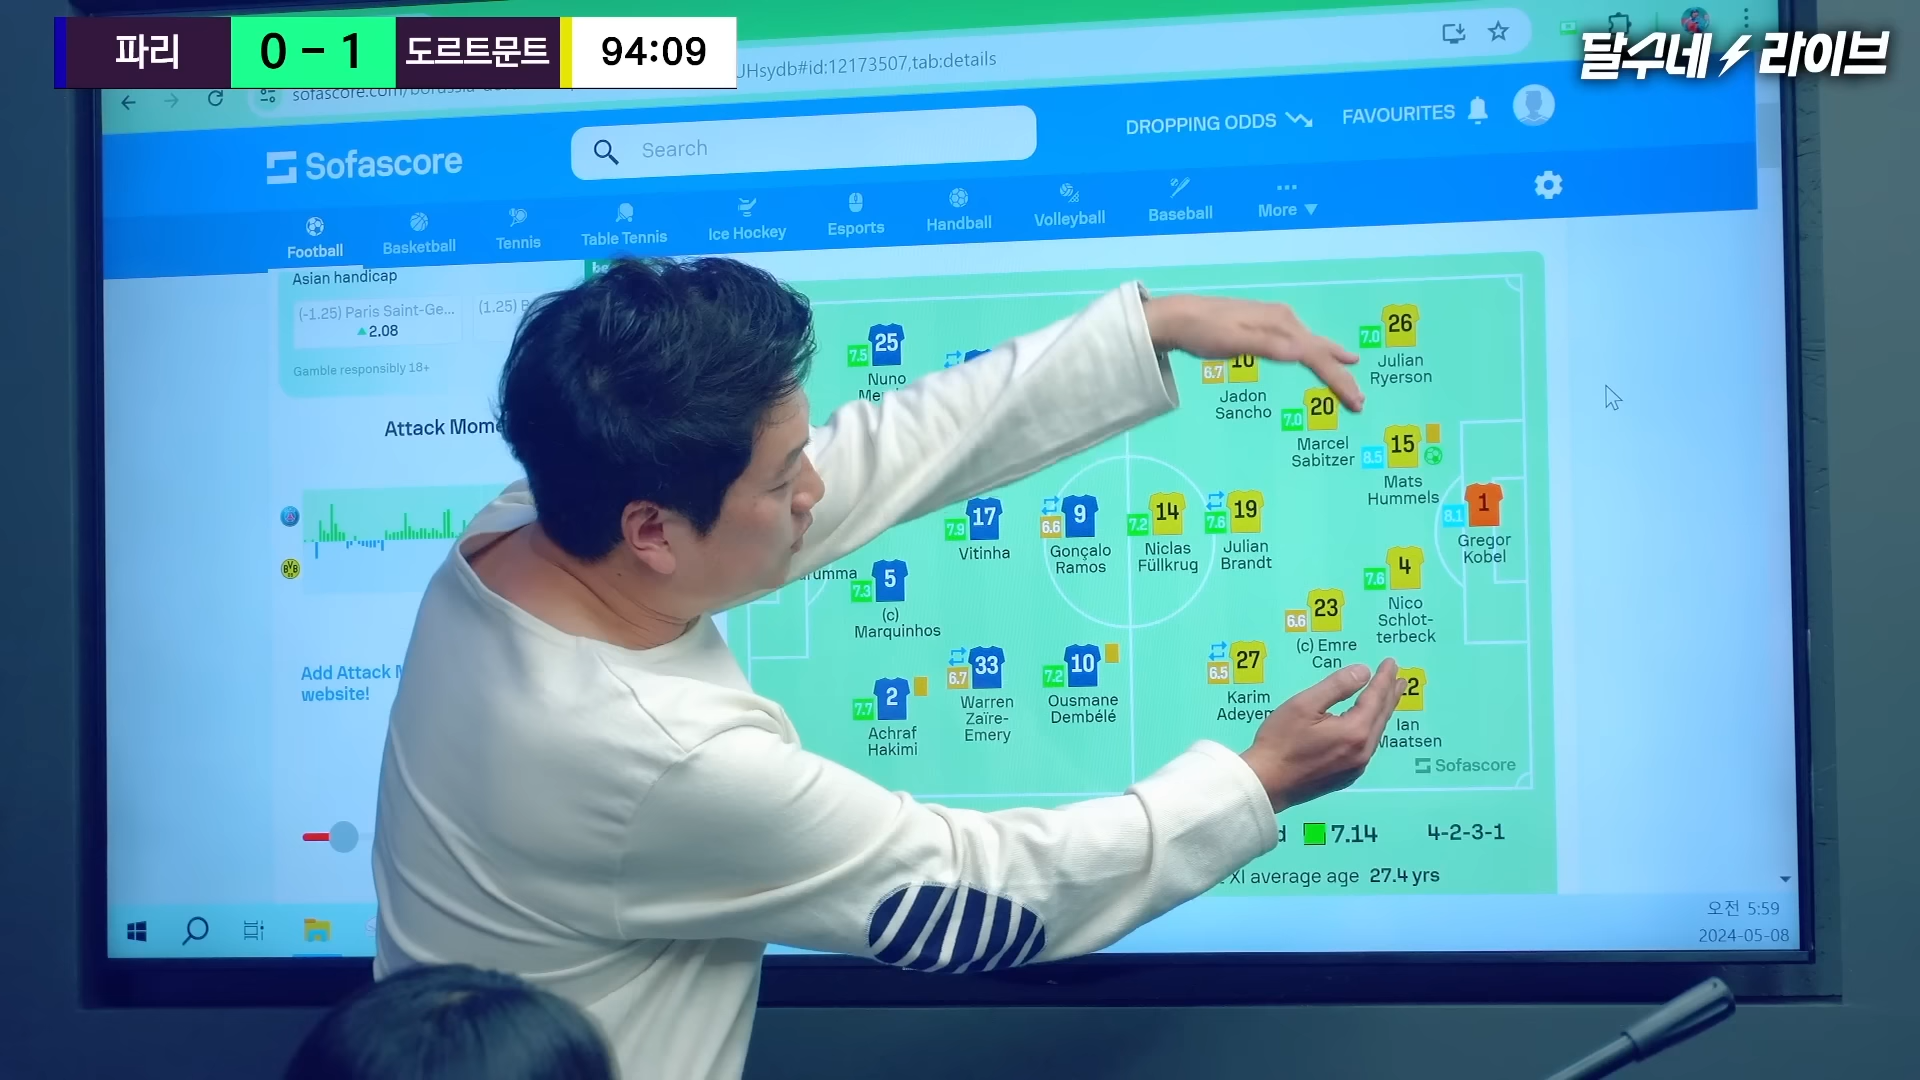 파리
0 - 1
도르트문트
94:09
달수네 라이브
JHsydb#id:12173507,tab:details
Sofascore
Search
DROPPING ODDS
FAVOURITES
Football
Basketball
Tennis
Table Tennis
Ice Hockey
Esports
Handball
Volleyball
Baseball
More
Asian handicap
(-1.25) Paris Saint-Ge...
(1.25)
2.08
Gamble responsibly 18+
Attack
Add Attack
website!
25
7.5
Nuno
5
7.3
(c)
Marquinhos
2
7.7
Achraf
Hakimi
17
7.9
Vitinha
33
6.7
Warren
Zaïre-
Emery
9
6.6
Gonçalo
Ramos
10
7.2
Ousmane
Dembélé
14
7.2
Niclas
Füllkrug
10
6.7
Jadon
Sancho
19
7.6
Julian
Brandt
27
6.5
Karim
20
7.0
Marcel
Sabitzer
23
6.6
(c) Emre
Can
26
7.0
Julian
Ryerson
15
8.5
Mats
Hummels
4
7.6
Nico
Schlot-
terbeck
Ian
Maatsen
1
8.1
Gregor
Kobel
Sofascore
7.14
4-2-3-1
XI average age 27.4 yrs
오전 5:59
2024-05-08